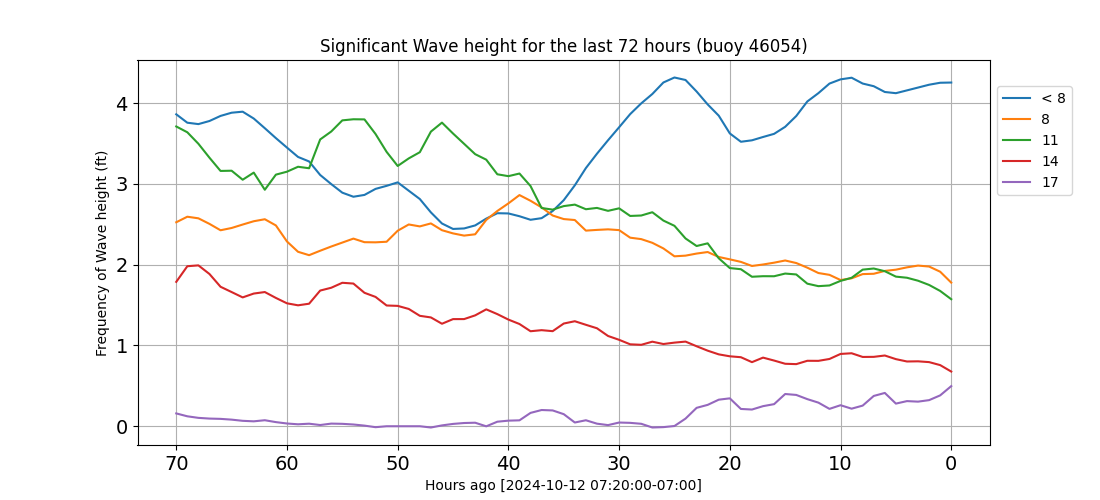 Significant Wave height for the last 72 hours (buoy 46054)
Frequency of Wave height (ft)
4
3
2
1
0
70 60 50 40 30 20 10 0
Hours ago [2024-10-12 07:20:00-07:00]
< 8
8
11
14
17